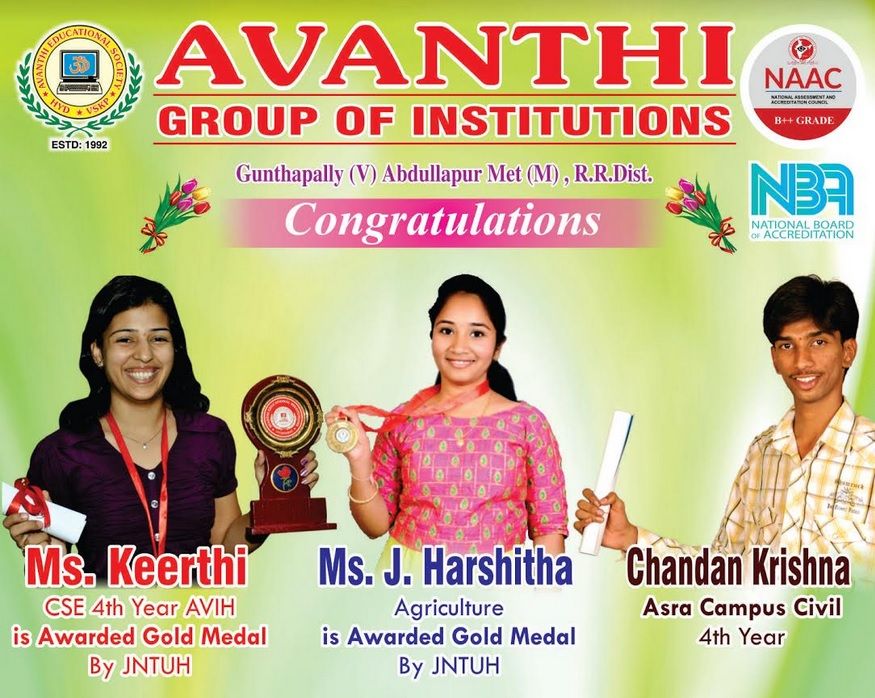 AVANTHI EDUCATIONAL SOCIETY
HYD ★ VSKP
ESTD: 1992
AVANTHI
GROUP OF INSTITUTIONS
Gunthapally (V) Abdullapur Met (M) , R.R.Dist.
Congratulations
NAAC
NATIONAL ASSESSMENT AND
ACCREDITATION COUNCIL
B++ GRADE
NBA
NATIONAL BOARD
OF ACCREDITATION
Ms. Keerthi
CSE 4th Year AVIH
is Awarded Gold Medal
By JNTUH
Ms. J. Harshitha
Agriculture
is Awarded Gold Medal
By JNTUH
Chandan Krishna
Asra Campus Civil
4th Year